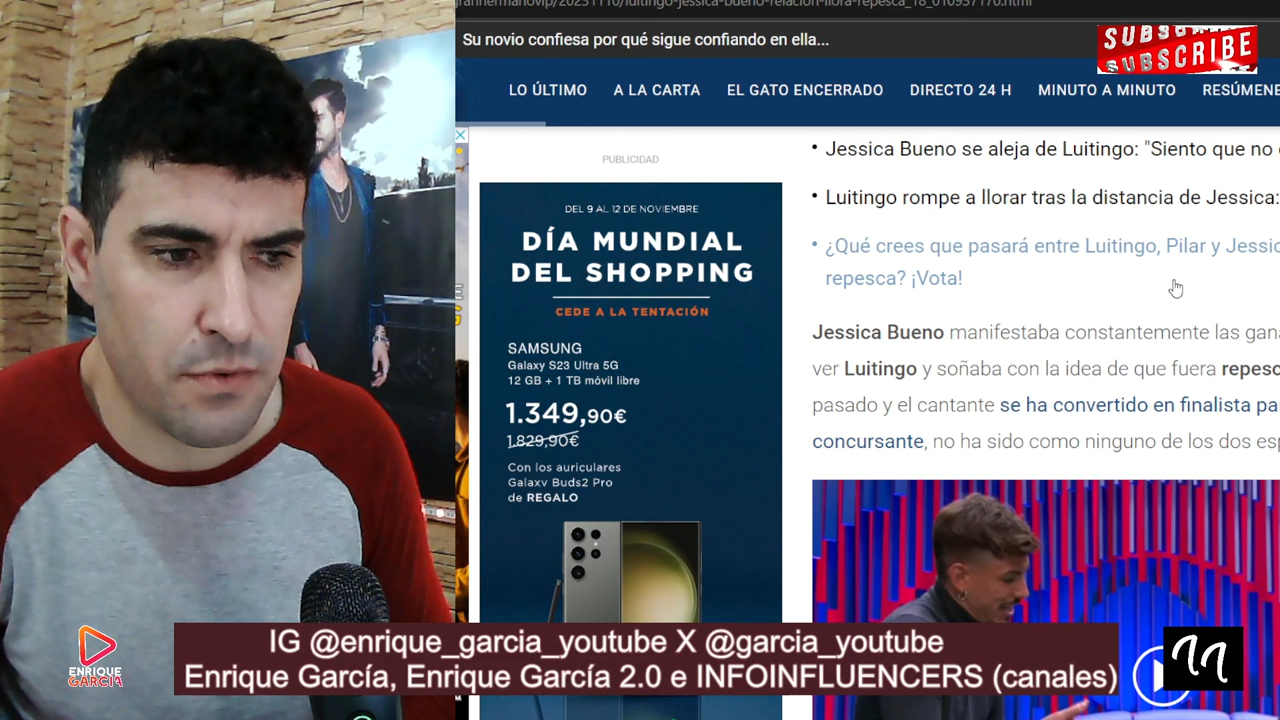 Su novio confiesa por qué sigue confiando en ella...
SUBSCRIBE
SUBSCRIBE
LO ÚLTIMO A LA CARTA EL GATO ENCERRADO DIRECTO 24 H MINUTO A MINUTO
PUBLICIDAD
DEL 9 AL 12 DE NOVIEMBRE
DÍA MUNDIAL
DEL SHOPPING
CEDE A LA TENTACIÓN
SAMSUNG
Galaxy S23 Ultra 5G
12 GB + 1 TB móvil libre
1.349,90€
1.829,90€
Con los auriculares
Galaxy Buds2 Pro
de REGALO
• Jessica Bueno se aleja de Luitingo: "Siento que no
• Luitingo rompe a llorar tras la distancia de Jessica:
• ¿Qué crees que pasará entre Luitingo, Pilar y
repesca? ¡Vota!
Jessica Bueno manifestaba constantemente las
ver Luitingo y soñaba con la idea de que fuera
pasado y el cantante se ha convertido en finalista
concursante, no ha sido como ninguno de los dos
ENRIQUE
GARCÍA
IG @enrique_garcia_youtube X @garcia_youtube
Enrique García, Enrique García 2.0 e INFOINFLUENCERS (canales)